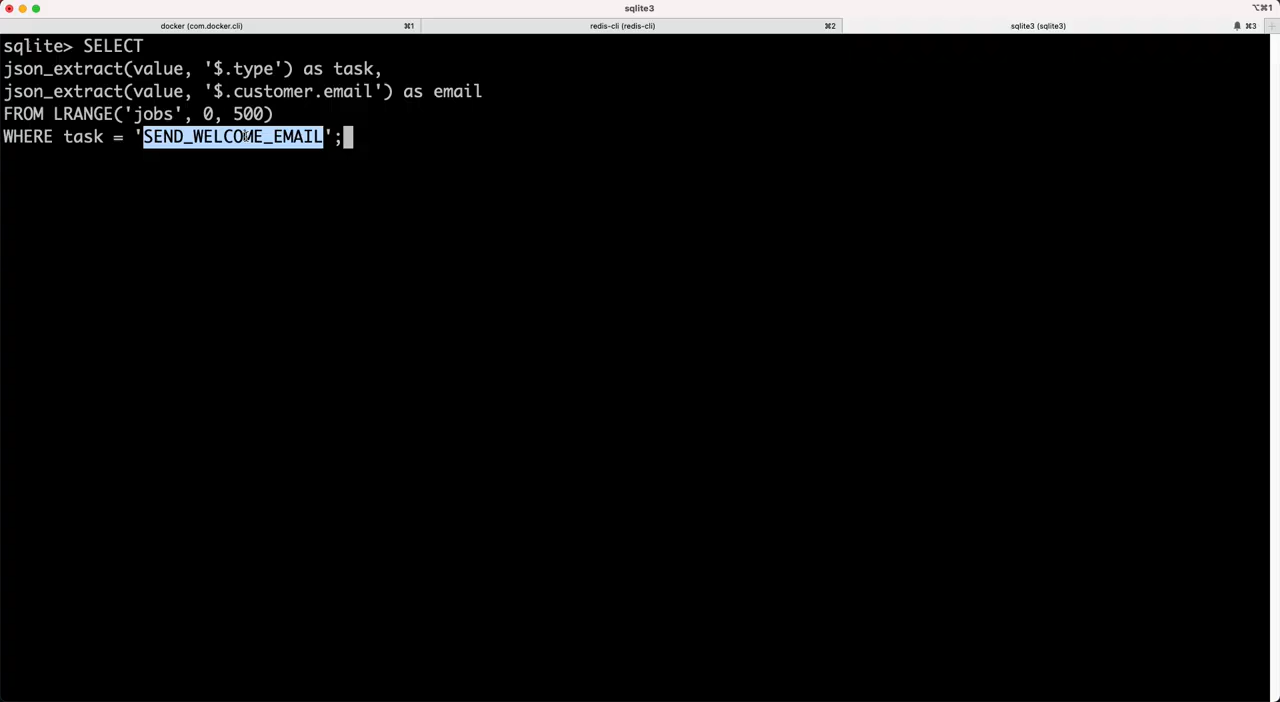 sqlite3
⌥⌘1
docker (com.docker.cli) ⌘1 redis-cli (redis-cli) ⌘2 sqlite3 (sqlite3) ⌘3
sqlite> SELECT
json_extract(value, '$.type') as task,
json_extract(value, '$.customer.email') as email
FROM LRANGE('jobs', 0, 500)
WHERE task = 'SEND_WELCOME_EMAIL';